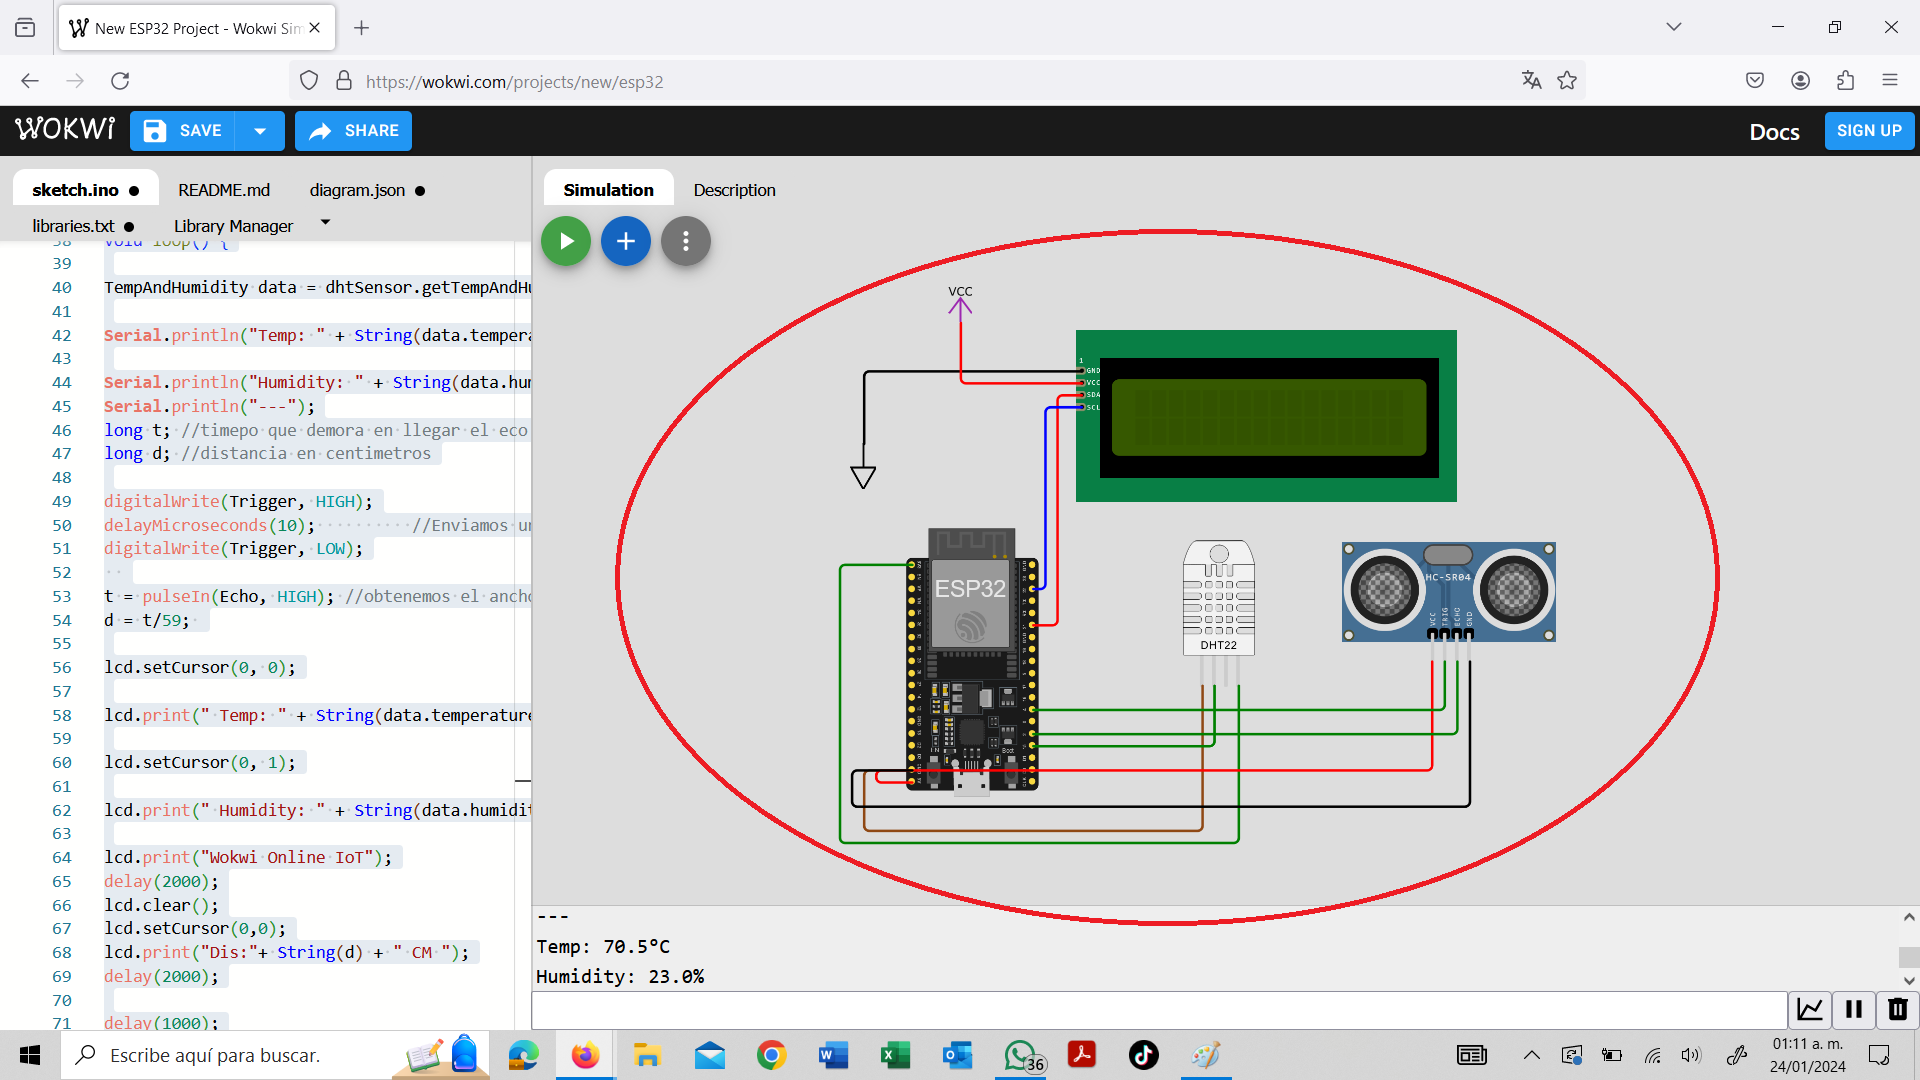 New ESP32 Project - Wokwi Sim
https://wokwi.com/projects/new/esp32
WOKWi
SAVE
SHARE
Docs
SIGN UP
sketch.ino
README.md
diagram.json
libraries.txt
Library Manager
Simulation
Description
38 void loop() {
39
40 TempAndHumidity data = dhtSensor.getTempAndHu
41
42 Serial.println("Temp: " + String(data.tempera
43
44 Serial.println("Humidity: " + String(data.hum
45 Serial.println("---");
46 long t; //timepo que demora en llegar el eco
47 long d; //distancia en centimetros
48
49 digitalWrite(Trigger, HIGH);
50 delayMicroseconds(10); //Enviamos un
51 digitalWrite(Trigger, LOW);
52
53 t = pulseIn(Echo, HIGH); //obtenemos el ancho
54 d = t/59;
55
56 lcd.setCursor(0, 0);
57
58 lcd.print(" Temp: " + String(data.temperature
59
60 lcd.setCursor(0, 1);
61
62 lcd.print(" Humidity: " + String(data.humidit
63
64 lcd.print("Wokwi Online IoT");
65 delay(2000);
66 lcd.clear();
67 lcd.setCursor(0,0);
68 lcd.print("Dis:"+ String(d) + " CM ");
69 delay(2000);
70
71 delay(1000);
VCC
1
GND
VCC
SDA
SCL
ESP32
EN
Boot
DHT22
HC-SR04
VCC
TRIG
ECHO
GND
---
Temp: 70.5°C
Humidity: 23.0%
Escribe aquí para buscar.
36
01:11 a. m.
24/01/2024